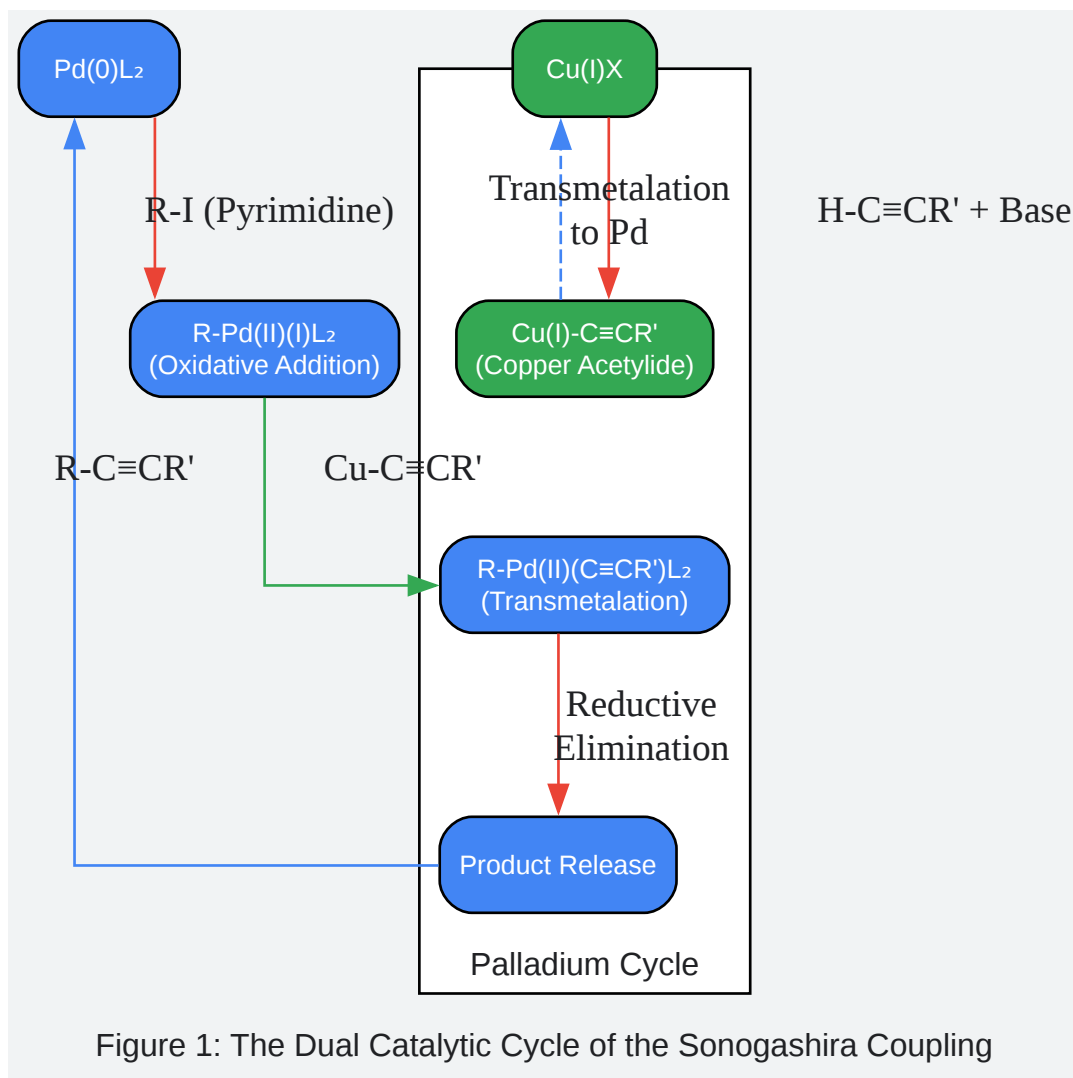 Pd(0)L₂
Cu(I)X
R-I (Pyrimidine)
Transmetalation
to Pd
H-C≡CR' + Base
R-Pd(II)(I)L₂
(Oxidative Addition)
Cu(I)-C≡CR'
(Copper Acetylide)
R-C≡CR'
Cu-C≡CR'
R-Pd(II)(C≡CR')L₂
(Transmetalation)
Reductive
Elimination
Product Release
Palladium Cycle
Figure 1: The Dual Catalytic Cycle of the Sonogashira Coupling